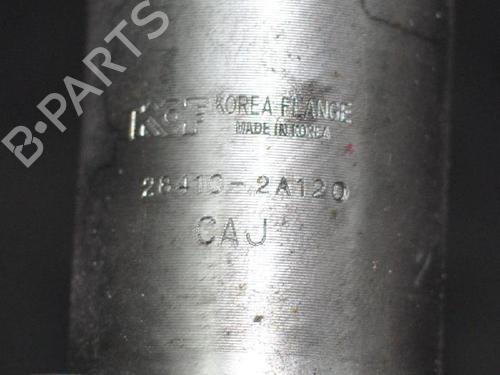 B-PARTS
KOREA FLANGE
MADE IN KOREA
28410-2A120
CAJ